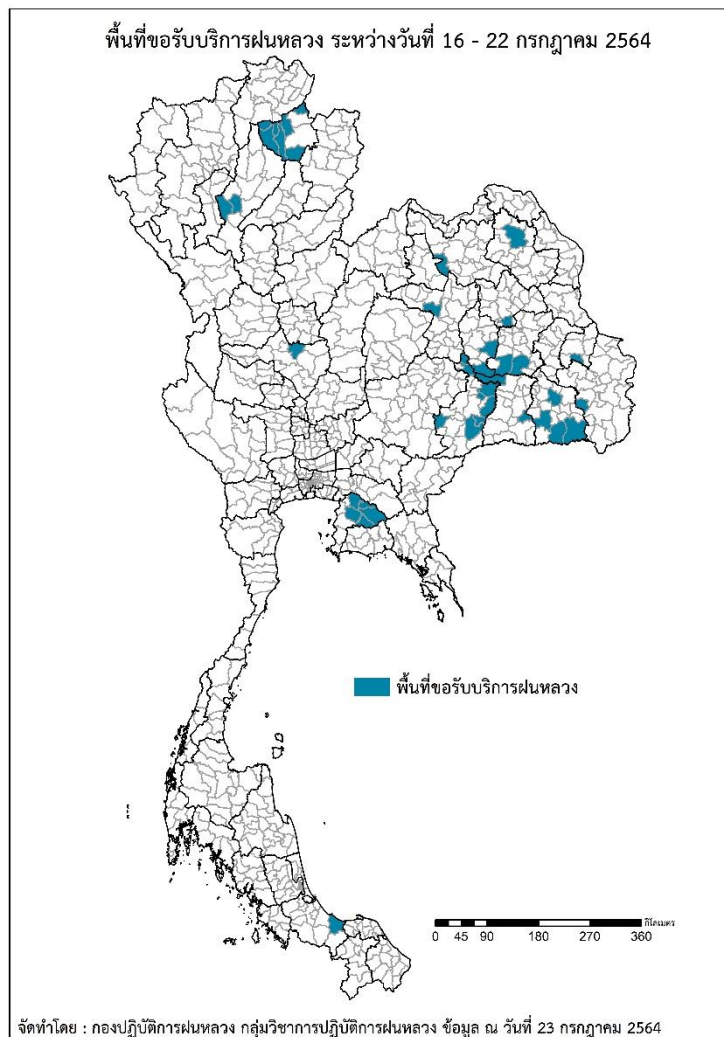 พื้นที่ขอรับบริการฝนหลวง ระหว่างวันที่ 16 - 22 กรกฎาคม 2564
พื้นที่ขอรับบริการฝนหลวง
กิโลเมตร
0 45 90 180 270 360
จัดทำโดย : กองปฏิบัติการฝนหลวง กลุ่มวิชาการปฏิบัติการฝนหลวง ข้อมูล ณ วันที่ 23 กรกฎาคม 2564